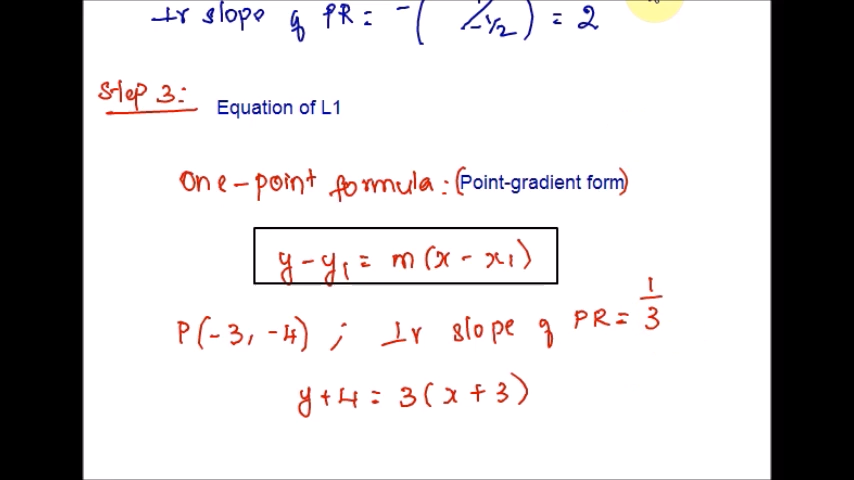 ⊥r slope of PR = -( 1/-1/2 ) = 2
Step 3:
Equation of L1
One-point formula: (Point-gradient form)
y - y₁ = m(x - x₁)
P(-3, -4) ; ⊥r slope of PR = 1/3
y + 4 = 3(x + 3)